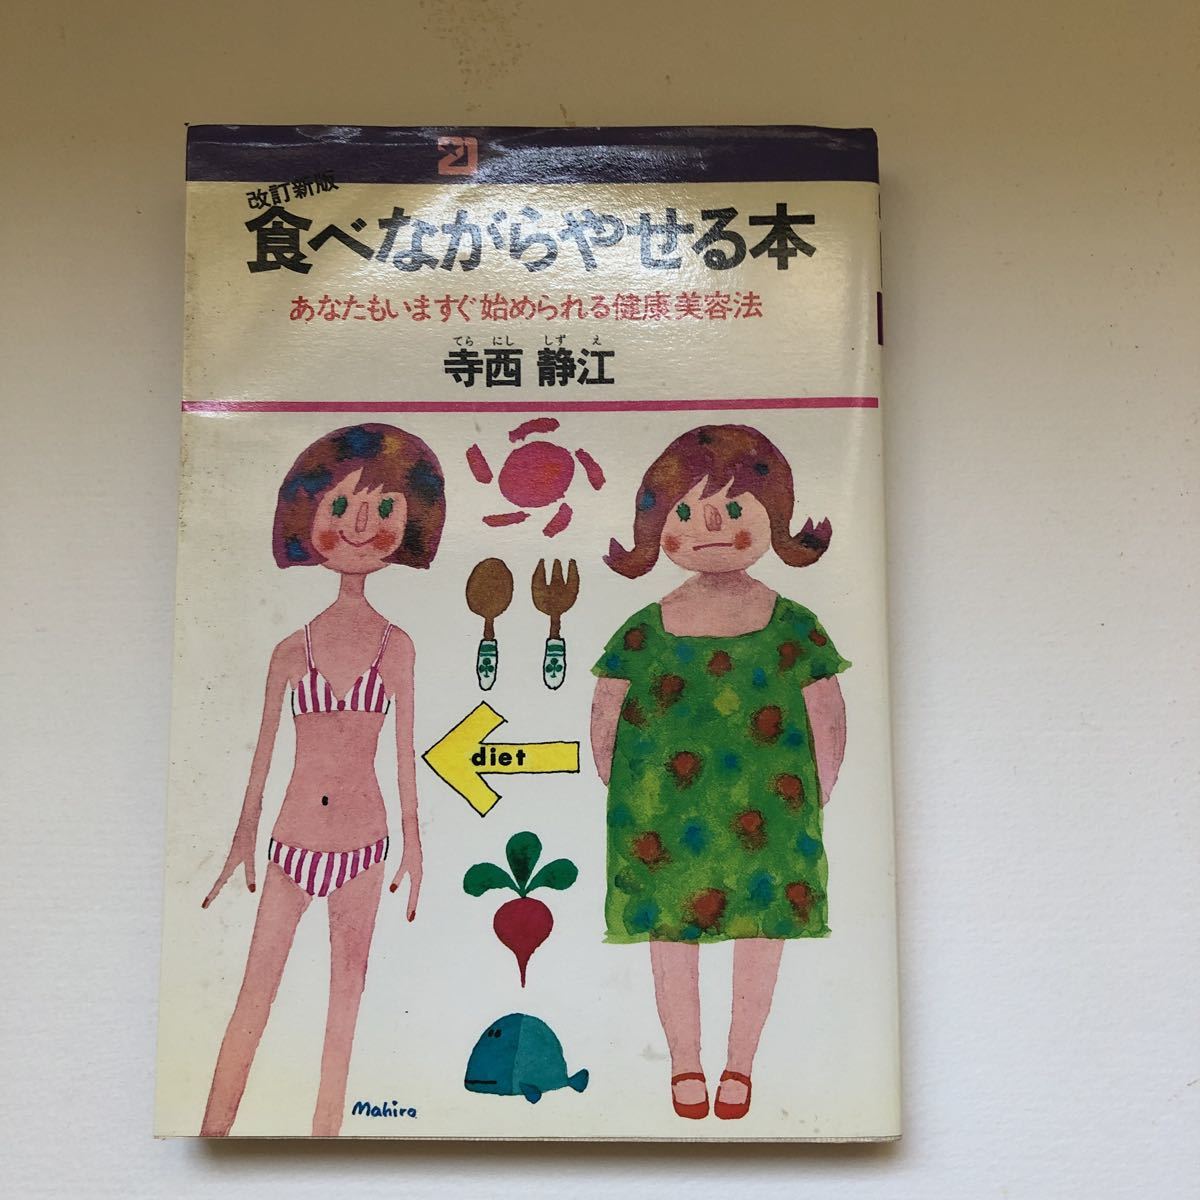 21
改訂新版
食べながらやせる本
あなたもいますぐ始められる健康美容法
てら にし しず え
寺西 静江
diet
Mahiro